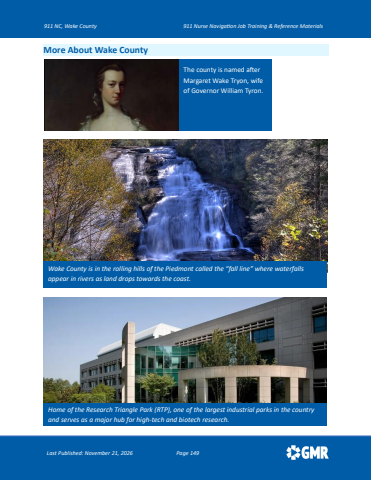 911 NC, Wake County
911 Nurse Navigation Job Training & Reference Materials
More About Wake County
The county is named after
Margaret Wake Tryon, wife
of Governor William Tyron.
Wake County is in the rolling hills of the Piedmont called the "fall line" where waterfalls
appear in rivers as land drops towards the coast.
Home of the Research Triangle Park (RTP), one of the largest industrial parks in the country
and serves as a major hub for high-tech and biotech research.
Last Published: November 21, 2026
Page 149
GMR